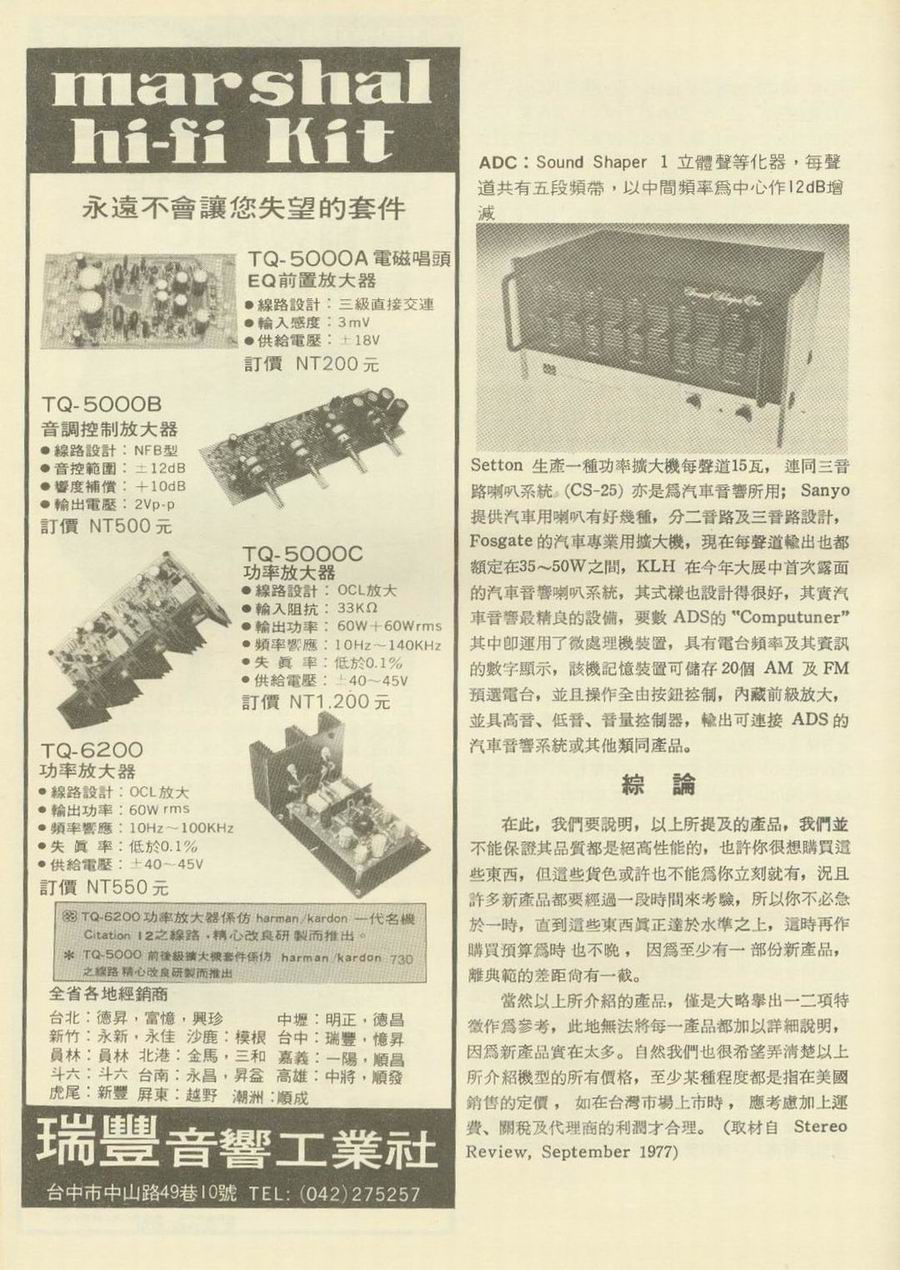 marshal
hi-fi Kit
永遠不會讓您失望的套件
TQ-5000A 電磁唱頭
EQ前置放大器
●線路設計：三級直接交連
●輸入感度：3mV
●供給電壓：±18V
訂價 NT200元
TQ-5000B
音調控制放大器
●線路設計：NFB型
●音控範圍：±12dB
●響度補償：+10dB
●輸出電壓：2Vp-p
訂價 NT500元
TQ-5000C
功率放大器
●線路設計：OCL放大
●輸入阻抗：33KΩ
●輸出功率：60W+60Wrms
●頻率響應：10Hz～140KHz
●失 眞 率：低於0.1%
●供給電壓：±40～45V
訂價 NT1,200元
TQ-6200
功率放大器
●線路設計：OCL放大
●輸出功率：60W rms
●頻率響應：10Hz～100KHz
●失 眞 率：低於0.1%
●供給電壓：±40～45V
訂價 NT550元
※ TQ-6200功率放大器係仿 harman/kardon 一代名機
Citation 12之線路，精心改良研製而推出。
＊ TQ-5000 前後級擴大機套件係仿 harman/kardon 730
之線路精心改良研製而推出
全省各地經銷商
台北：德昇，富憶，興珍 中壢：明正，德昌
新竹：永新，永佳 沙鹿：模根 台中：瑞豐，憶昇
員林：員林 北港：金馬，三和 嘉義：一陽，順昌
斗六：斗六 台南：永昌，昇益 高雄：中將，順發
虎尾：新豐 屏東：越野 潮洲：順成
瑞豐音響工業社
台中市中山路49巷10號 TEL: (042)275257
ADC：Sound Shaper 1 立體聲等化器，每聲
道共有五段頻帶，以中間頻率爲中心作12dB增
減
Sound Shaper One
Setton 生產一種功率擴大機每聲道15瓦，連同三音
路喇叭系統。(CS-25) 亦是爲汽車音響所用；Sanyo
提供汽車用喇叭有好幾種，分二音路及三音路設計，
Fosgate 的汽車專業用擴大機，現在每聲道輸出也都
額定在35～50W之間，KLH 在今年大展中首次露面
的汽車音響喇叭系統，其式樣也設計得很好，其實汽
車音響最精良的設備，要數 ADS的 "Computuner"
其中卽運用了微處理機裝置，具有電台頻率及其資訊
的數字顯示，該機記憶裝置可儲存20個 AM 及 FM
預選電台，並且操作全由按鈕控制，內藏前級放大，
並具高音、低音、音量控制器，輸出可連接 ADS 的
汽車音響系統或其他類同產品。
綜 論
在此，我們要說明，以上所提及的產品，我們並
不能保證其品質都是絕高性能的，也許你很想購買這
些東西，但這些貨色或許也不能爲你立刻就有，況且
許多新產品都要經過一段時間來考驗，所以你不必急
於一時，直到這些東西眞正達於水準之上，這時再作
購買預算爲時 也不晚，因爲至少有一 部份新產品，
離典範的差距尙有一截。
當然以上所介紹的產品，僅是大略擧出一二項特
徵作爲參考，此地無法將每一產品都加以詳細說明，
因爲新產品實在太多。自然我們也很希望弄淸楚以上
所介紹機型的所有價格，至少某種程度都是指在美國
銷售的定價，如在台灣市場上市時，應考慮加上運
費、關稅及代理商的利潤才合理。（取材自 Stereo
Review, September 1977)